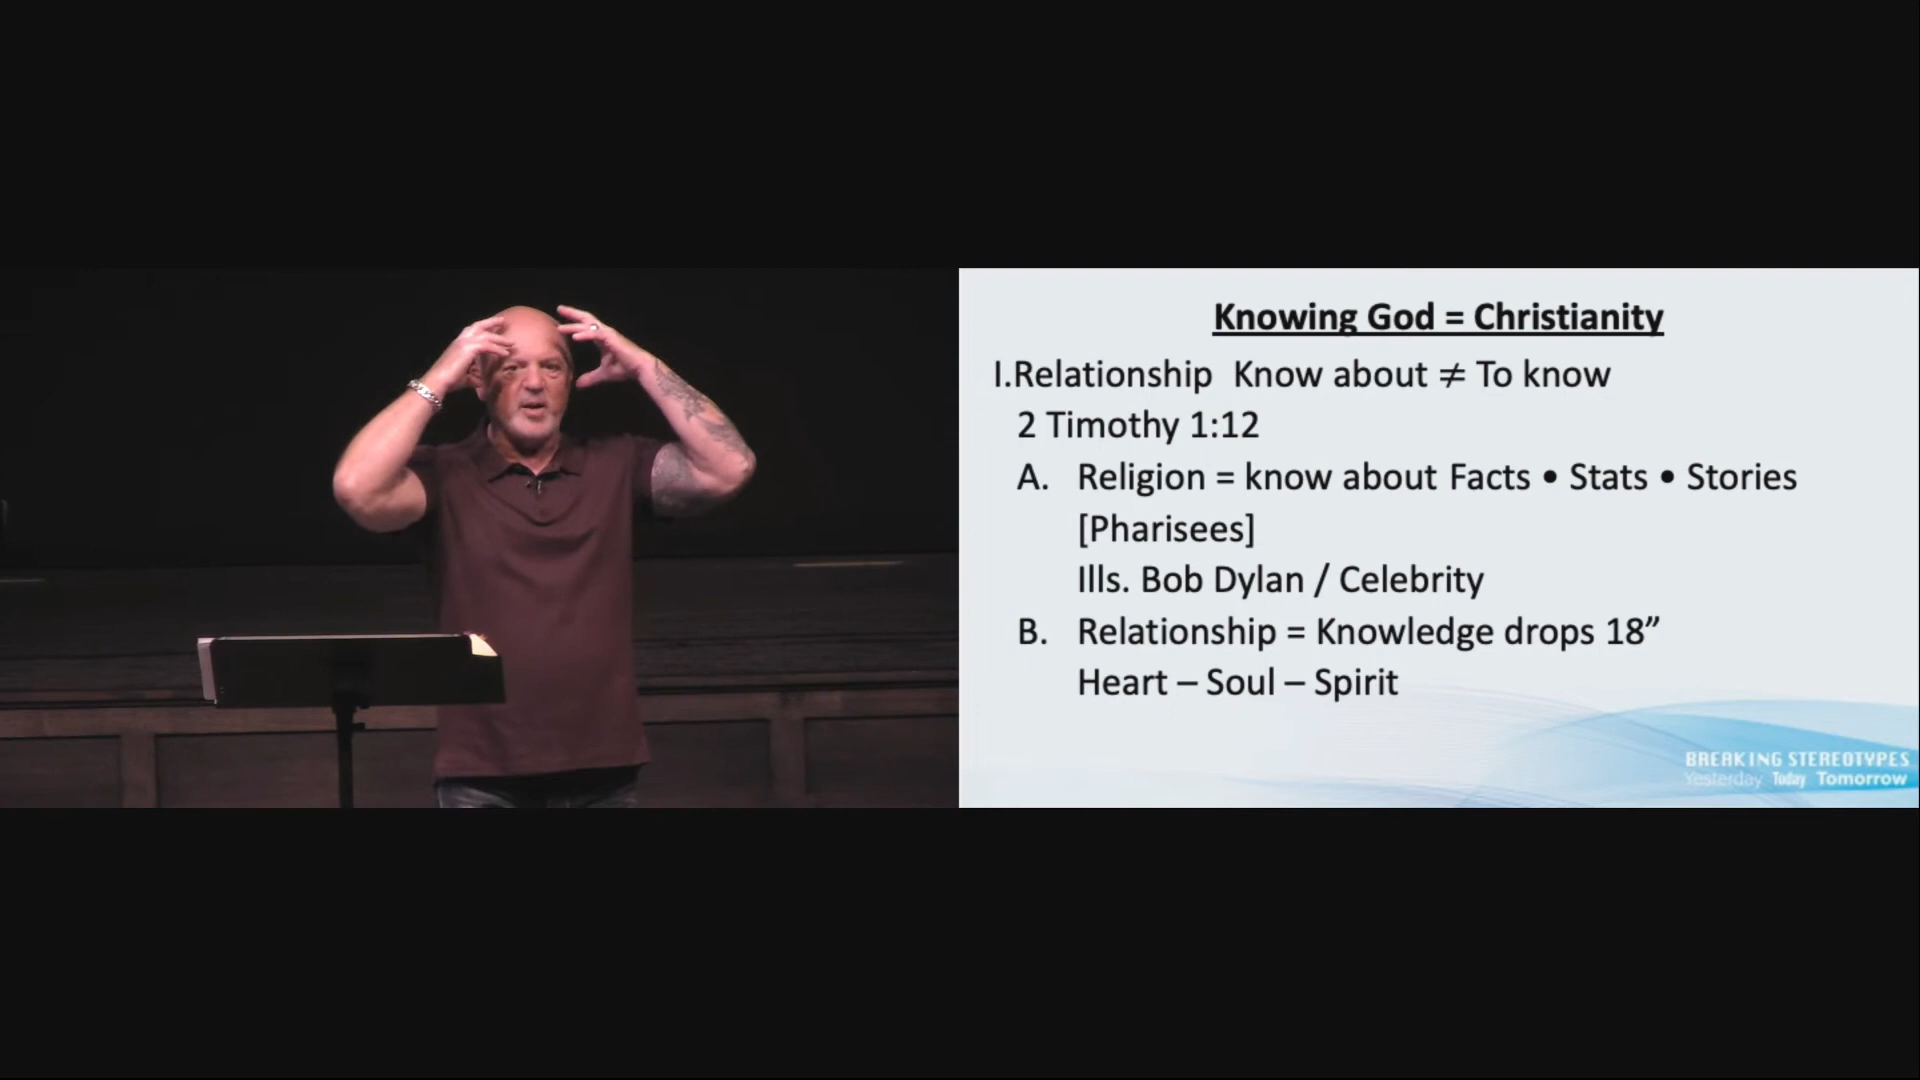 Knowing God = Christianity
I.Relationship  Know about ≠ To know
2 Timothy 1:12
A. Religion = know about Facts • Stats • Stories
[Pharisees]
Ills. Bob Dylan / Celebrity
B. Relationship = Knowledge drops 18”
Heart – Soul – Spirit
BREAKING STEREOTYPES
Yesterday Today Tomorrow